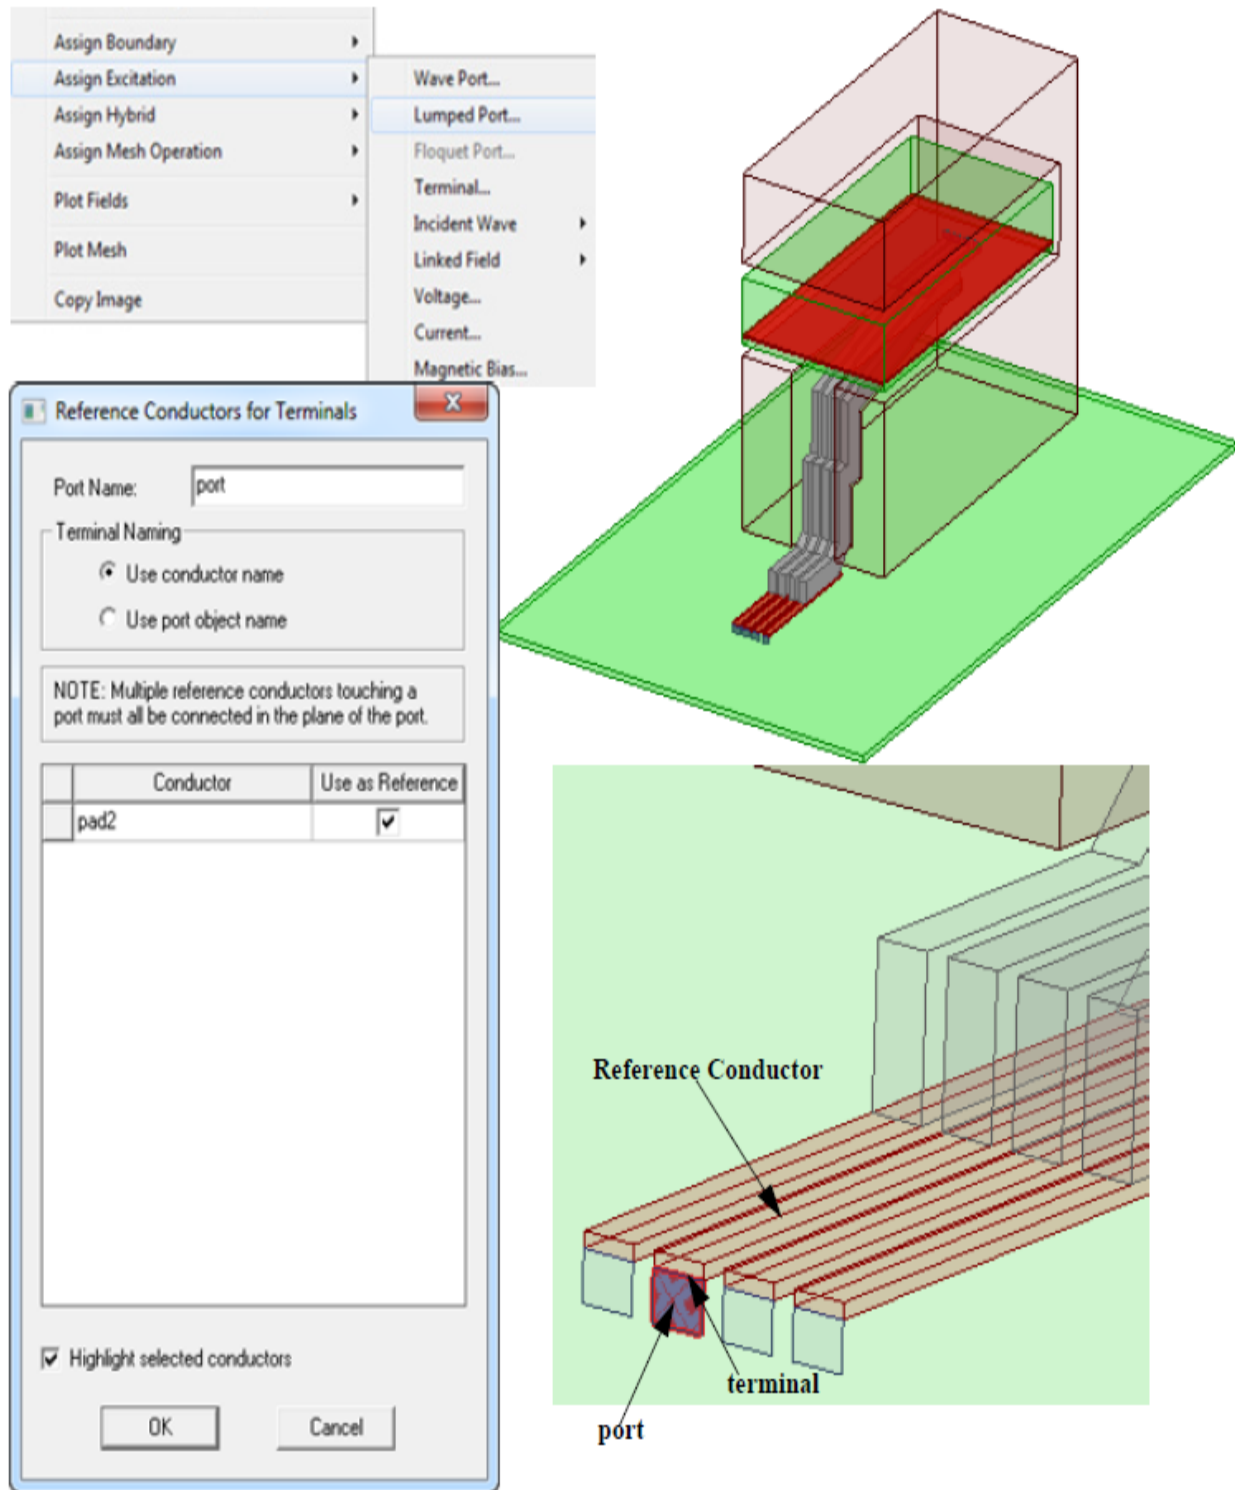 Assign Boundary
Assign Excitation
Assign Hybrid
Assign Mesh Operation
Plot Fields
Plot Mesh
Copy Image
Wave Port...
Lumped Port...
Floquet Port...
Terminal...
Incident Wave
Linked Field
Voltage...
Current...
Magnetic Bias...
Reference Conductors for Terminals
Port Name: port
Terminal Naming
Use conductor name
Use port object name
NOTE: Multiple reference conductors touching a
port must all be connected in the plane of the port.
Conductor Use as Reference
pad2
Highlight selected conductors
OK Cancel
Reference Conductor
terminal
port